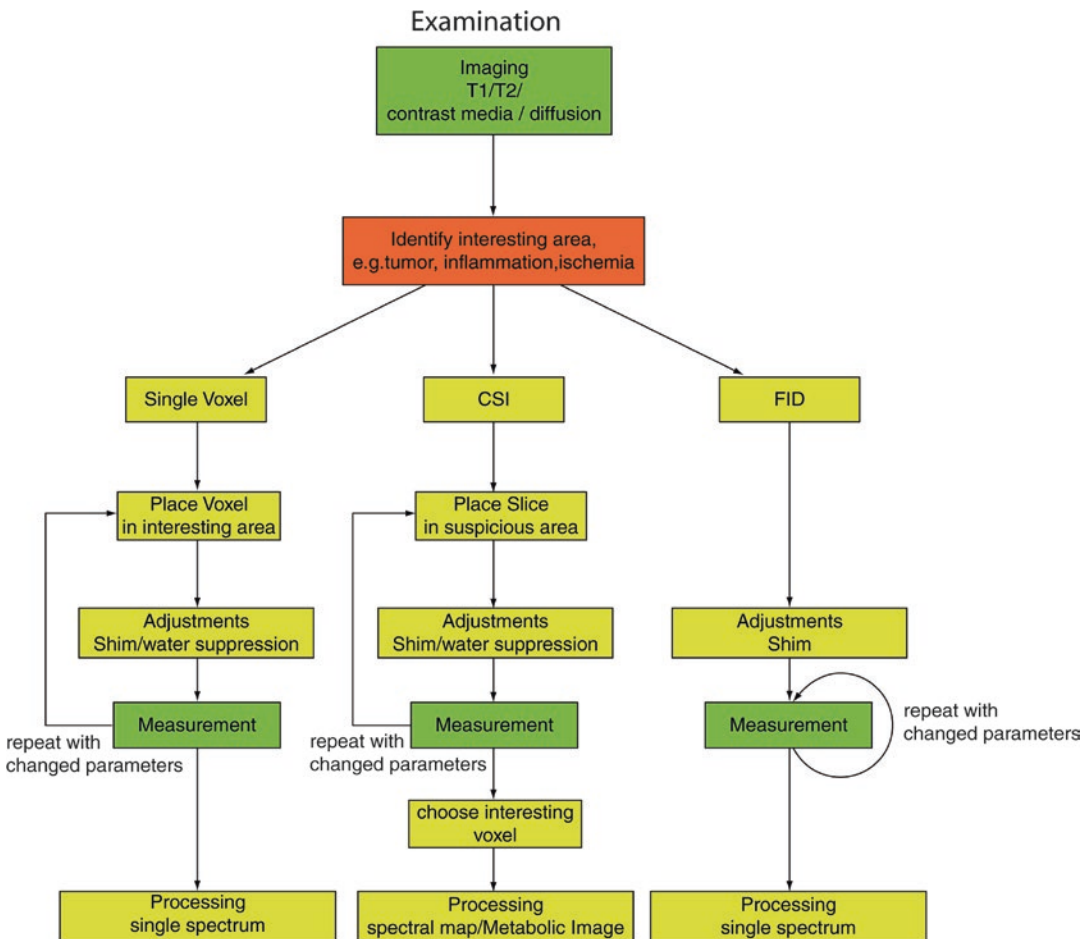 Examination
Imaging
T1/T2/
contrast media / diffusion
Identify interesting area,
e.g.tumor, inflammation,ischemia
Single Voxel
CSI
FID
Place Voxel
in interesting area
Place Slice
in suspicious area
Adjustments
Shim/water suppression
Adjustments
Shim/water suppression
Adjustments
Shim
Measurement
repeat with
changed parameters
Measurement
repeat with
changed parameters
Measurement
repeat with
changed parameters
choose interesting
voxel
Processing
single spectrum
Processing
spectral map/Metabolic Image
Processing
single spectrum